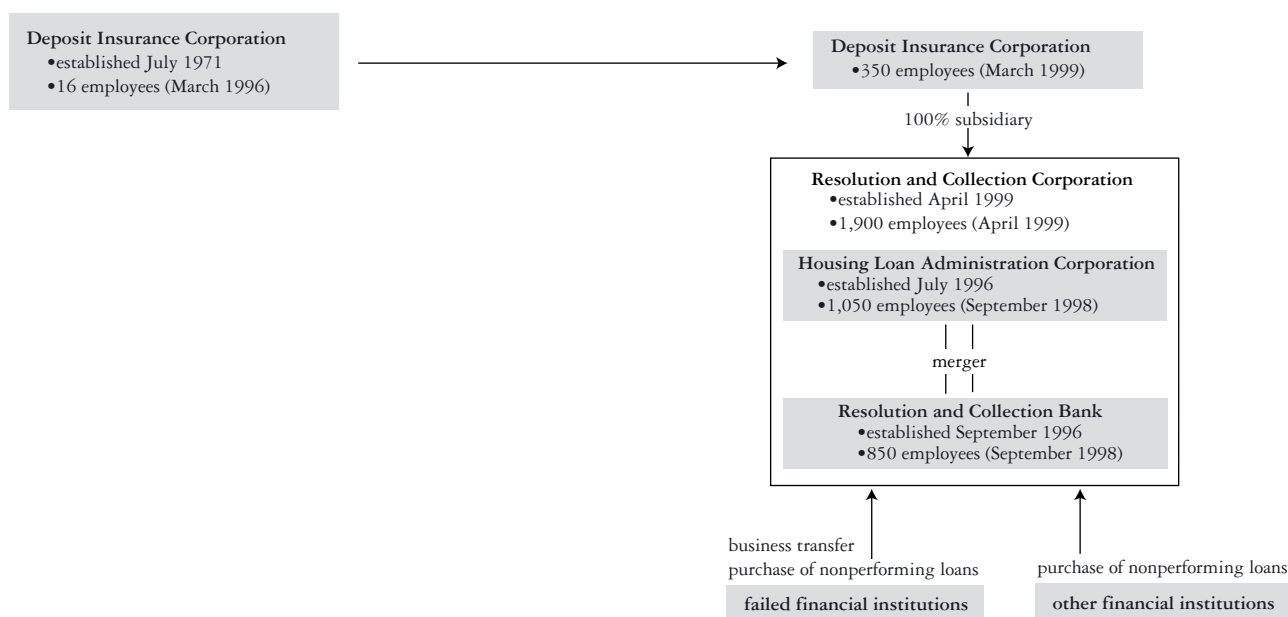 Deposit Insurance Corporation
•established July 1971
•16 employees (March 1996)
Deposit Insurance Corporation
•350 employees (March 1999)
100% subsidiary
Resolution and Collection Corporation
•established April 1999
•1,900 employees (April 1999)
Housing Loan Administration Corporation
•established July 1996
•1,050 employees (September 1998)
merger
Resolution and Collection Bank
•established September 1996
•850 employees (September 1998)
business transfer
purchase of nonperforming loans
failed financial institutions
purchase of nonperforming loans
other financial institutions